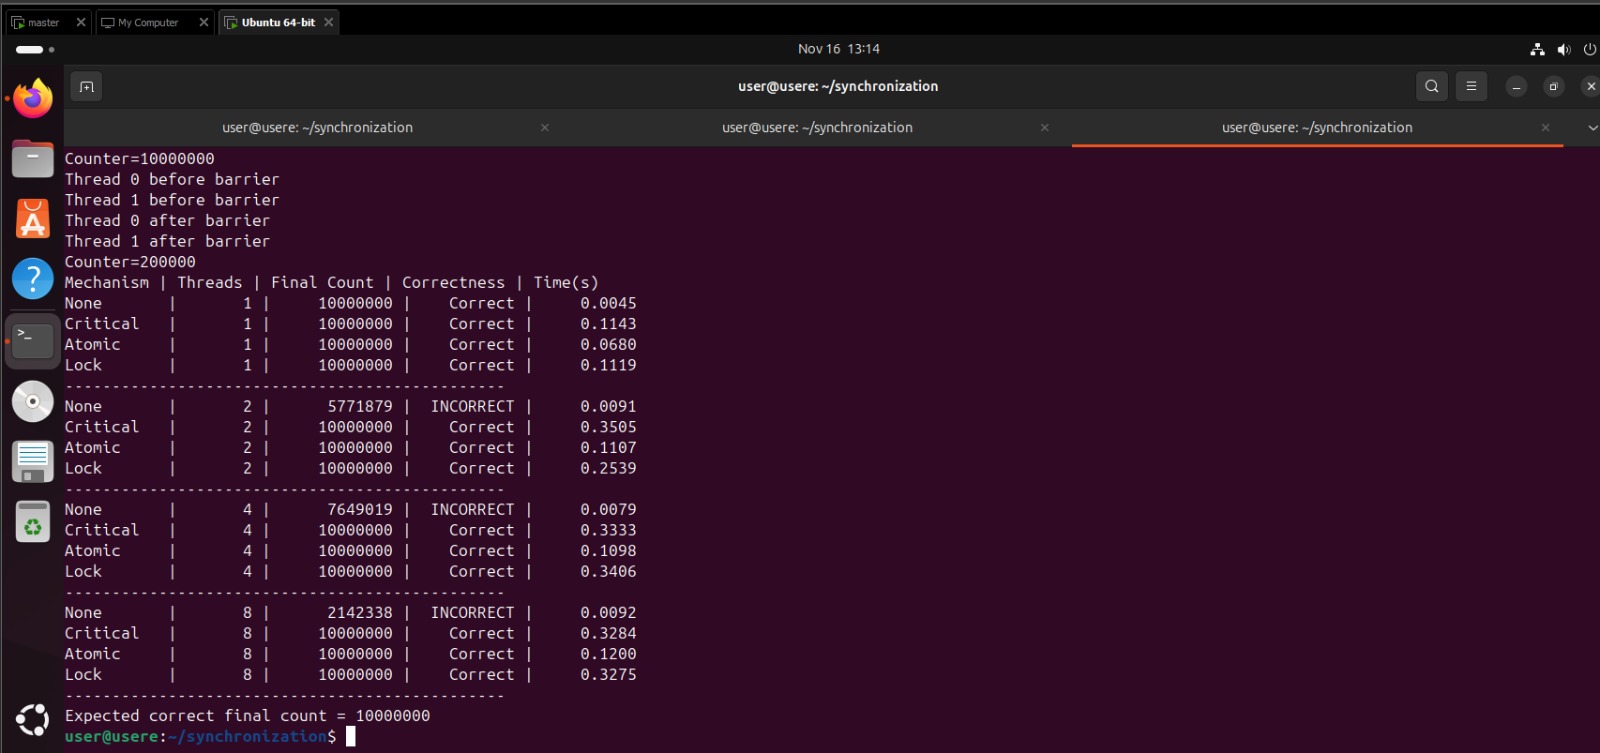 master
My Computer
Ubuntu 64-bit
Nov 16 13:14
user@usere: ~/synchronization
user@usere: ~/synchronization
user@usere: ~/synchronization
user@usere: ~/synchronization
Counter=10000000
Thread 0 before barrier
Thread 1 before barrier
Thread 0 after barrier
Thread 1 after barrier
Counter=200000
Mechanism | Threads | Final Count | Correctness | Time(s)
None       |       1 |     10000000 |    Correct |     0.0045
Critical   |       1 |     10000000 |    Correct |     0.1143
Atomic     |       1 |     10000000 |    Correct |     0.0680
Lock       |       1 |     10000000 |    Correct |     0.1119
-----------------------------------------------
None       |       2 |      5771879 |  INCORRECT |     0.0091
Critical   |       2 |     10000000 |    Correct |     0.3505
Atomic     |       2 |     10000000 |    Correct |     0.1107
Lock       |       2 |     10000000 |    Correct |     0.2539
-----------------------------------------------
None       |       4 |      7649019 |  INCORRECT |     0.0079
Critical   |       4 |     10000000 |    Correct |     0.3333
Atomic     |       4 |     10000000 |    Correct |     0.1098
Lock       |       4 |     10000000 |    Correct |     0.3406
-----------------------------------------------
None       |       8 |      2142338 |  INCORRECT |     0.0092
Critical   |       8 |     10000000 |    Correct |     0.3284
Atomic     |       8 |     10000000 |    Correct |     0.1200
Lock       |       8 |     10000000 |    Correct |     0.3275
-----------------------------------------------
Expected correct final count = 10000000
user@usere:~/synchronization$